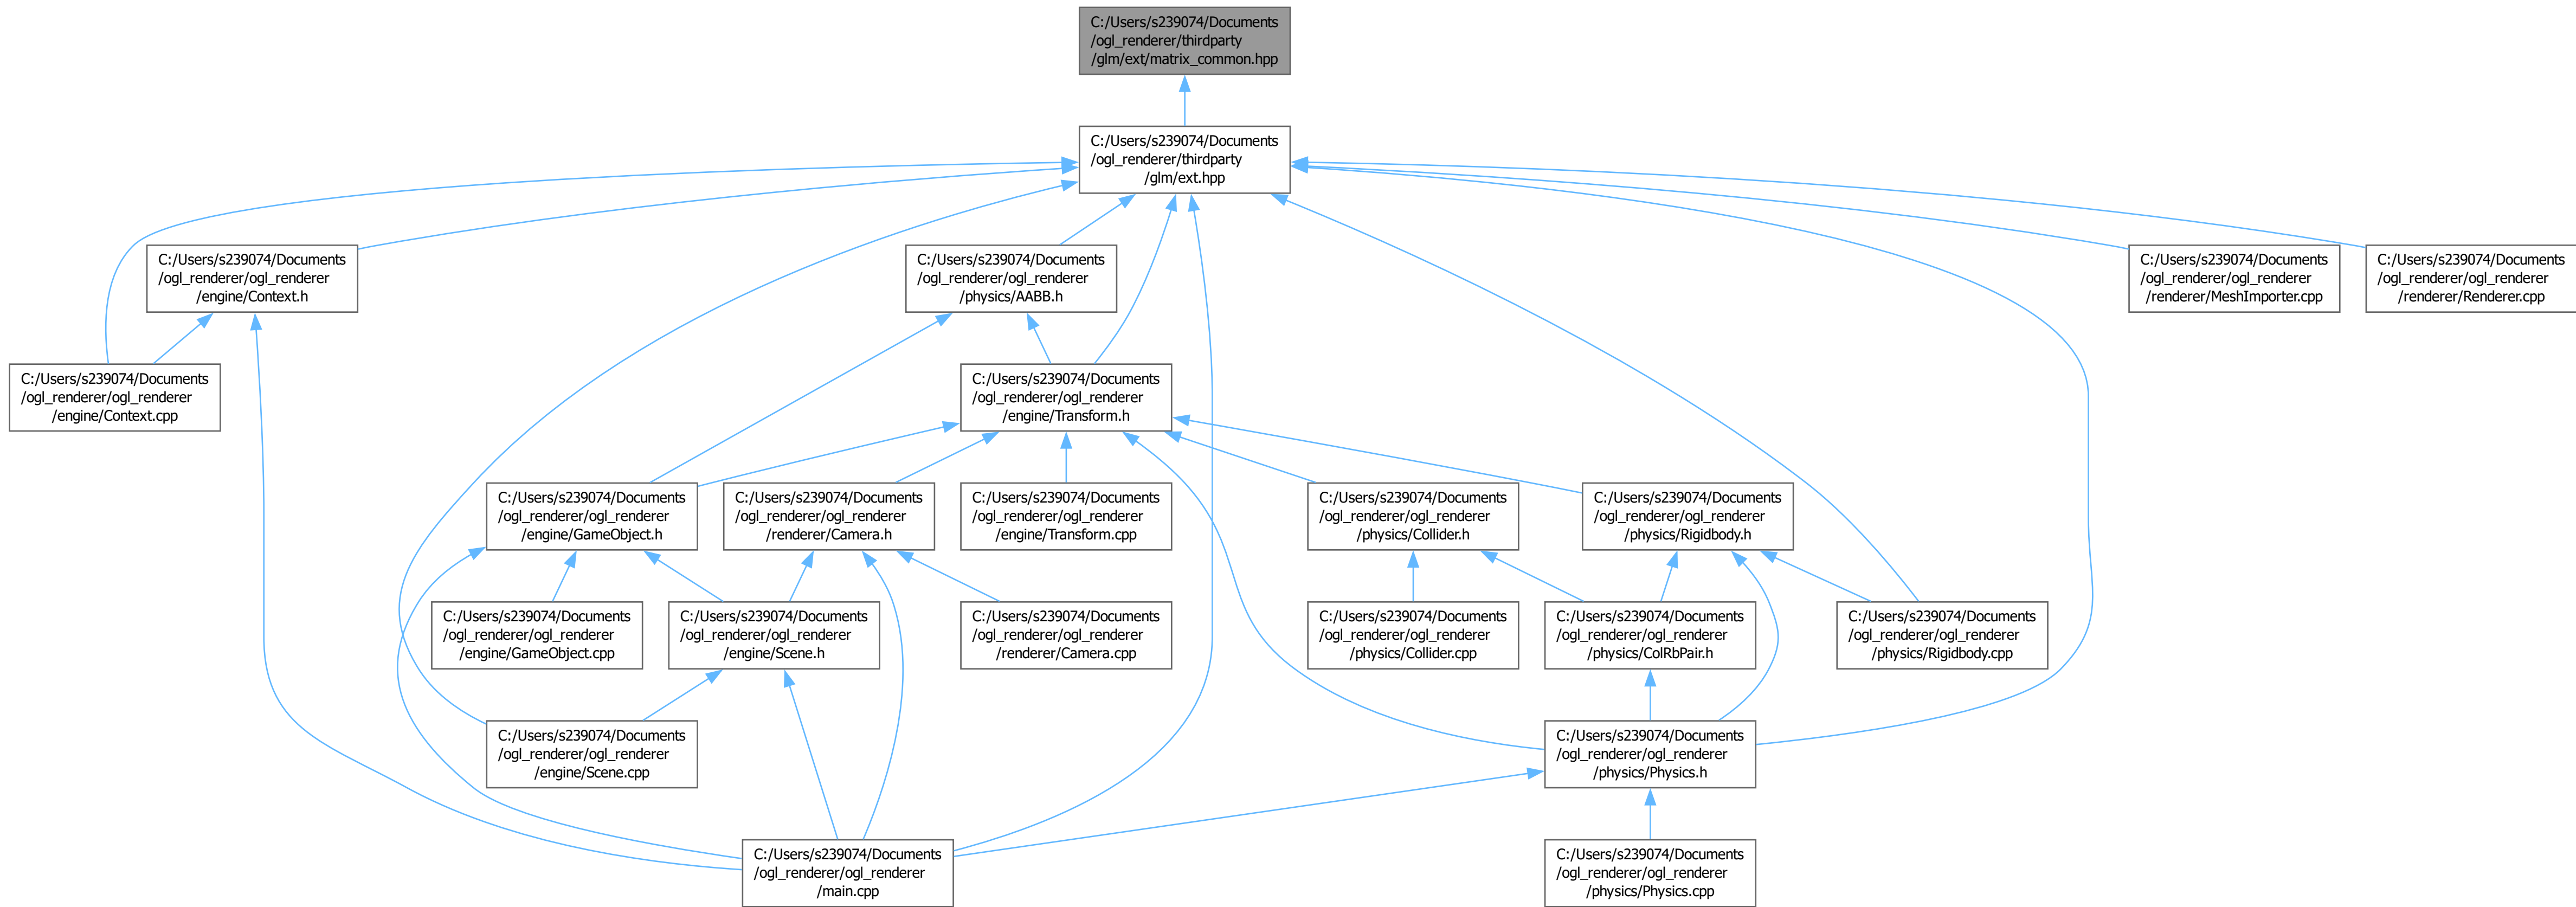 C:/Users/s239074/Documents
/ogl_renderer/thirdparty
/glm/ext/matrix_common.hpp
C:/Users/s239074/Documents
/ogl_renderer/thirdparty
/glm/ext.hpp
C:/Users/s239074/Documents
/ogl_renderer/ogl_renderer
/engine/Context.h
C:/Users/s239074/Documents
/ogl_renderer/ogl_renderer
/physics/AABB.h
C:/Users/s239074/Documents
/ogl_renderer/ogl_renderer
/renderer/MeshImporter.cpp
C:/Users/s239074/Documents
/ogl_renderer/ogl_renderer
/renderer/Renderer.cpp
C:/Users/s239074/Documents
/ogl_renderer/ogl_renderer
/engine/Context.cpp
C:/Users/s239074/Documents
/ogl_renderer/ogl_renderer
/engine/Transform.h
C:/Users/s239074/Documents
/ogl_renderer/ogl_renderer
/engine/GameObject.h
C:/Users/s239074/Documents
/ogl_renderer/ogl_renderer
/renderer/Camera.h
C:/Users/s239074/Documents
/ogl_renderer/ogl_renderer
/engine/Transform.cpp
C:/Users/s239074/Documents
/ogl_renderer/ogl_renderer
/physics/Collider.h
C:/Users/s239074/Documents
/ogl_renderer/ogl_renderer
/physics/Rigidbody.h
C:/Users/s239074/Documents
/ogl_renderer/ogl_renderer
/engine/GameObject.cpp
C:/Users/s239074/Documents
/ogl_renderer/ogl_renderer
/engine/Scene.h
C:/Users/s239074/Documents
/ogl_renderer/ogl_renderer
/renderer/Camera.cpp
C:/Users/s239074/Documents
/ogl_renderer/ogl_renderer
/physics/Collider.cpp
C:/Users/s239074/Documents
/ogl_renderer/ogl_renderer
/physics/ColRbPair.h
C:/Users/s239074/Documents
/ogl_renderer/ogl_renderer
/physics/Rigidbody.cpp
C:/Users/s239074/Documents
/ogl_renderer/ogl_renderer
/engine/Scene.cpp
C:/Users/s239074/Documents
/ogl_renderer/ogl_renderer
/physics/Physics.h
C:/Users/s239074/Documents
/ogl_renderer/ogl_renderer
/main.cpp
C:/Users/s239074/Documents
/ogl_renderer/ogl_renderer
/physics/Physics.cpp